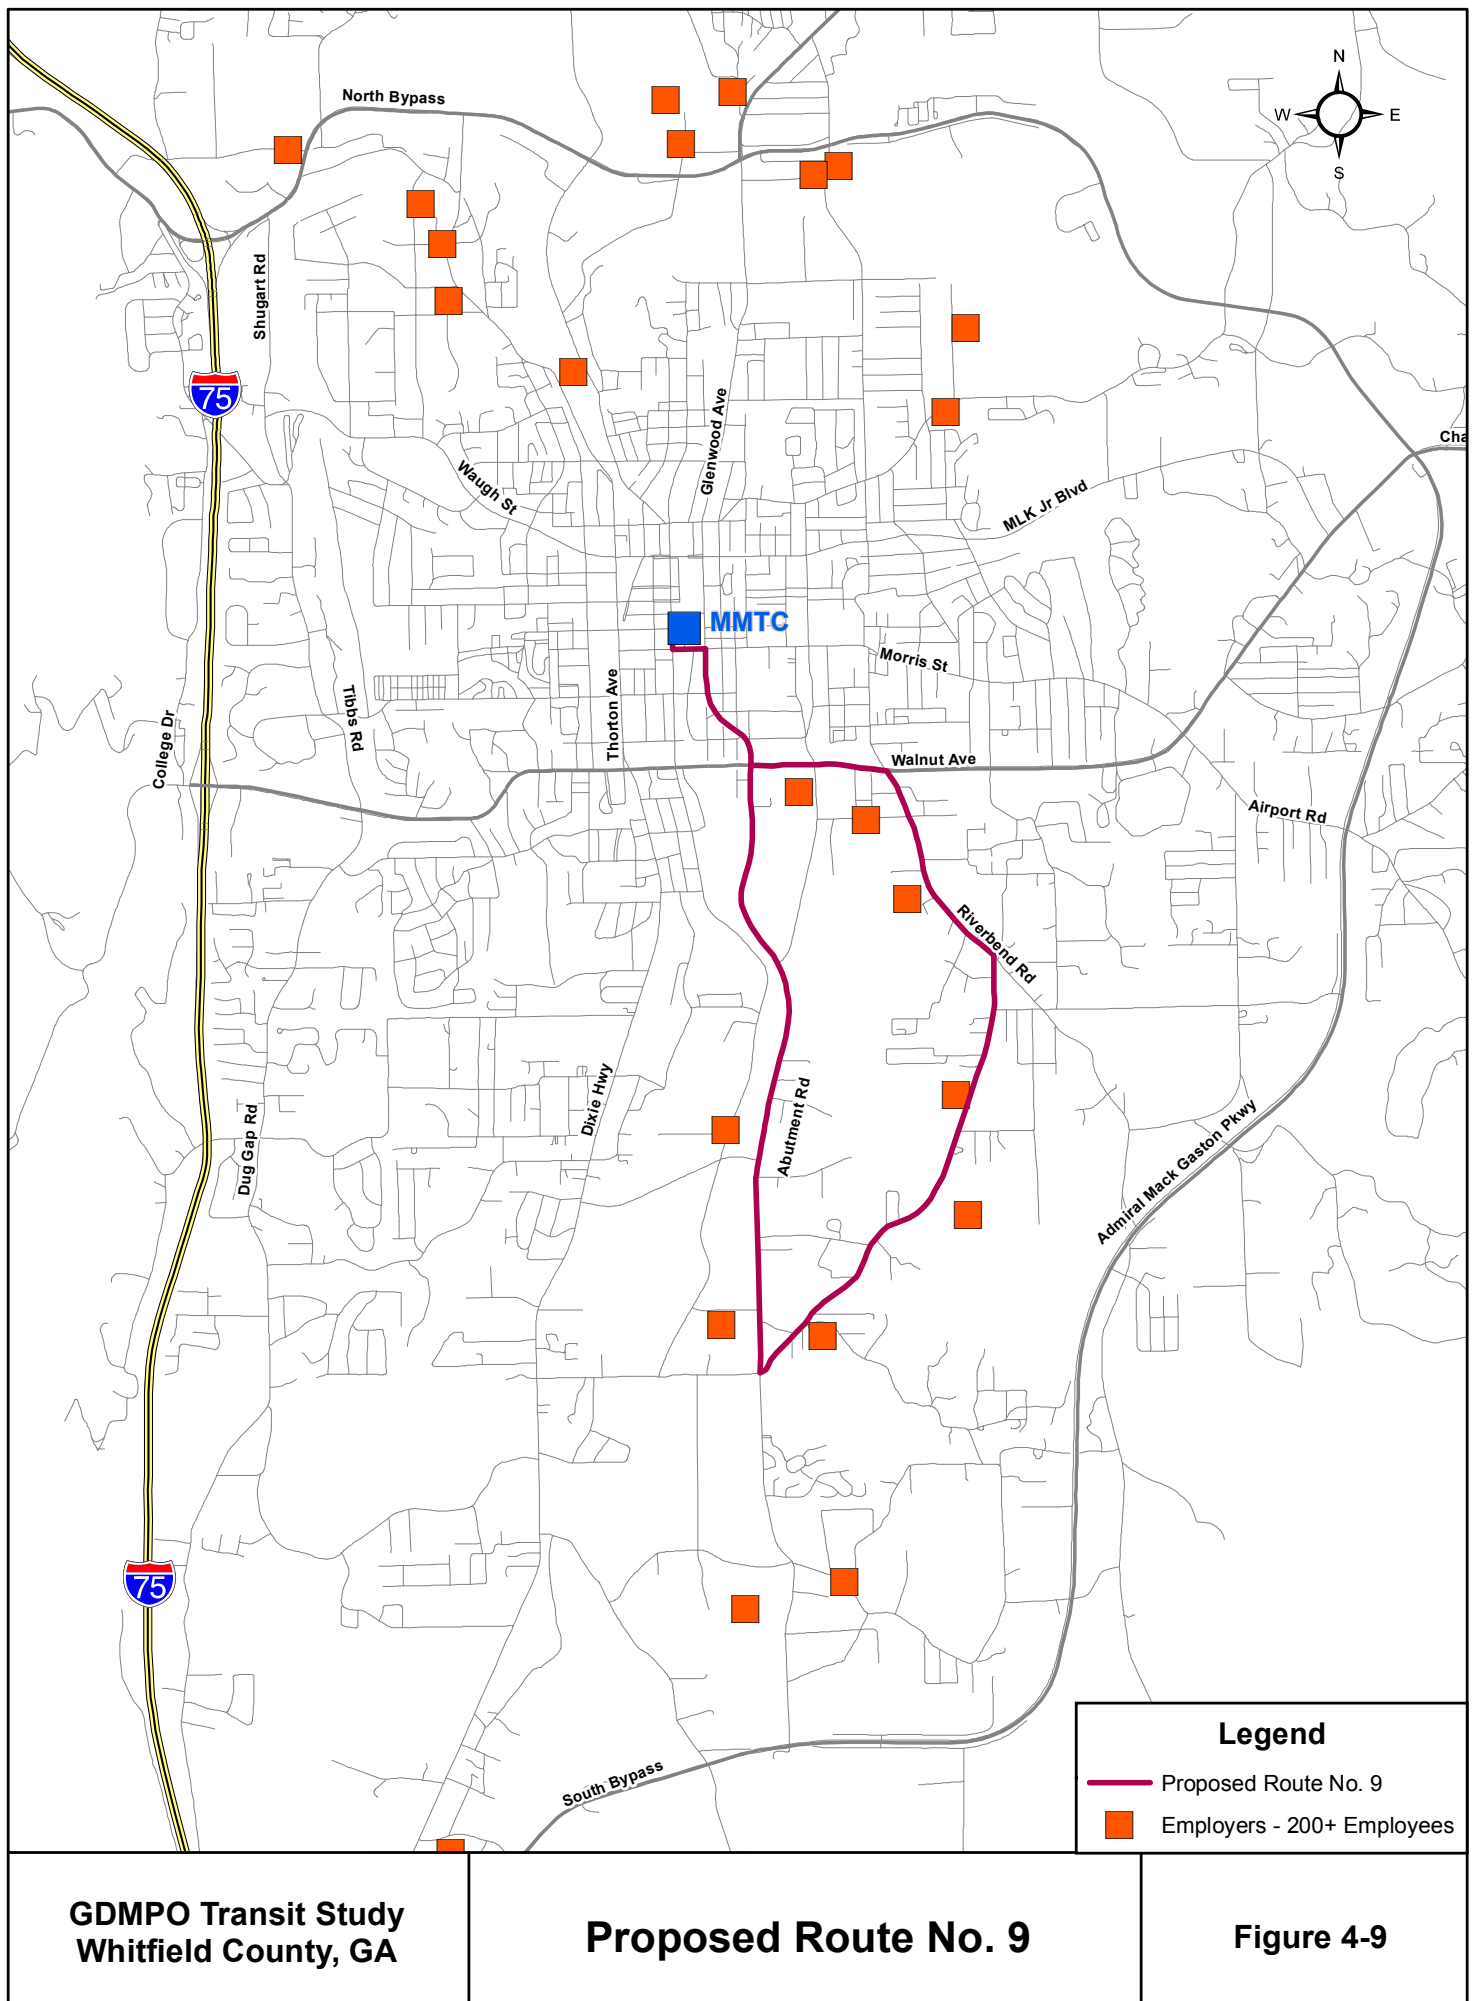 North Bypass
N
W
E
S
Shugart Rd
75
Glenwood Ave
Cha
Waugh St
MLK Jr Blvd
MMTC
Morris St
Tibbs Rd
Thorton Ave
College Dr
Walnut Ave
Airport Rd
Riverbend Rd
Dixie Hwy
Abutment Rd
Dug Gap Rd
Admiral Mack Gaston Pkwy
75
South Bypass
Legend
Proposed Route No. 9
Employers - 200+ Employees
GDMPO Transit Study
Whitfield County, GA
Proposed Route No. 9
Figure 4-9